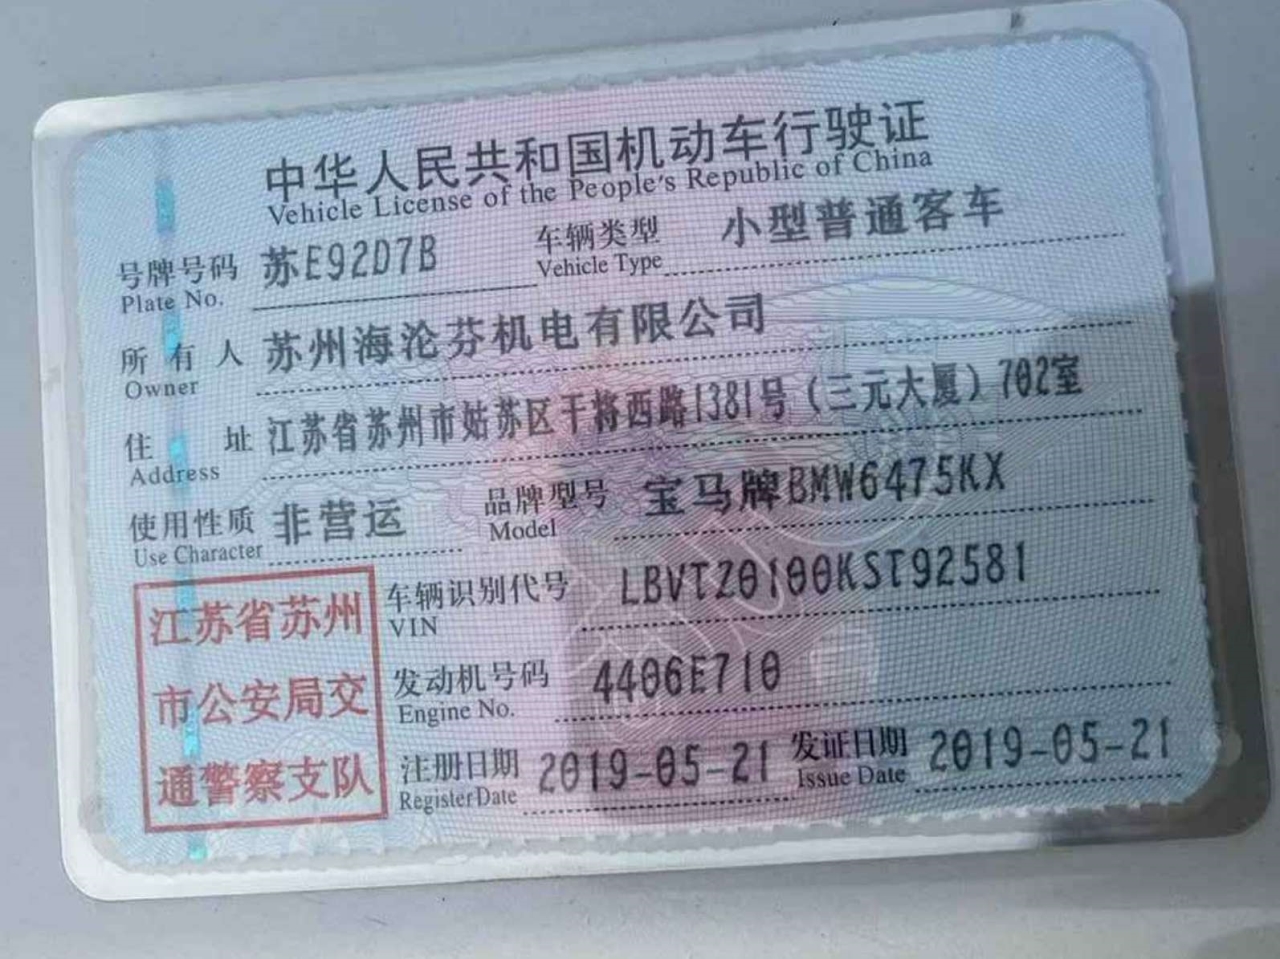 中华人民共和国机动车行驶证
Vehicle License of the People's Republic of China
号牌号码 苏E92D7B 车辆类型 小型普通客车
Plate No. Vehicle Type
所有人 苏州海沦芬机电有限公司
Owner
住址 江苏省苏州市姑苏区干将西路1381号（三元大厦）702室
Address
使用性质 非营运 品牌型号 宝马牌BMW6475KX
Use Character Model
车辆识别代号 LBVTZ0100KST92581
VIN
发动机号码 4406E710
Engine No.
注册日期 2019-05-21 发证日期 2019-05-21
Register Date Issue Date
江苏省苏州
市公安局交
通警察支队